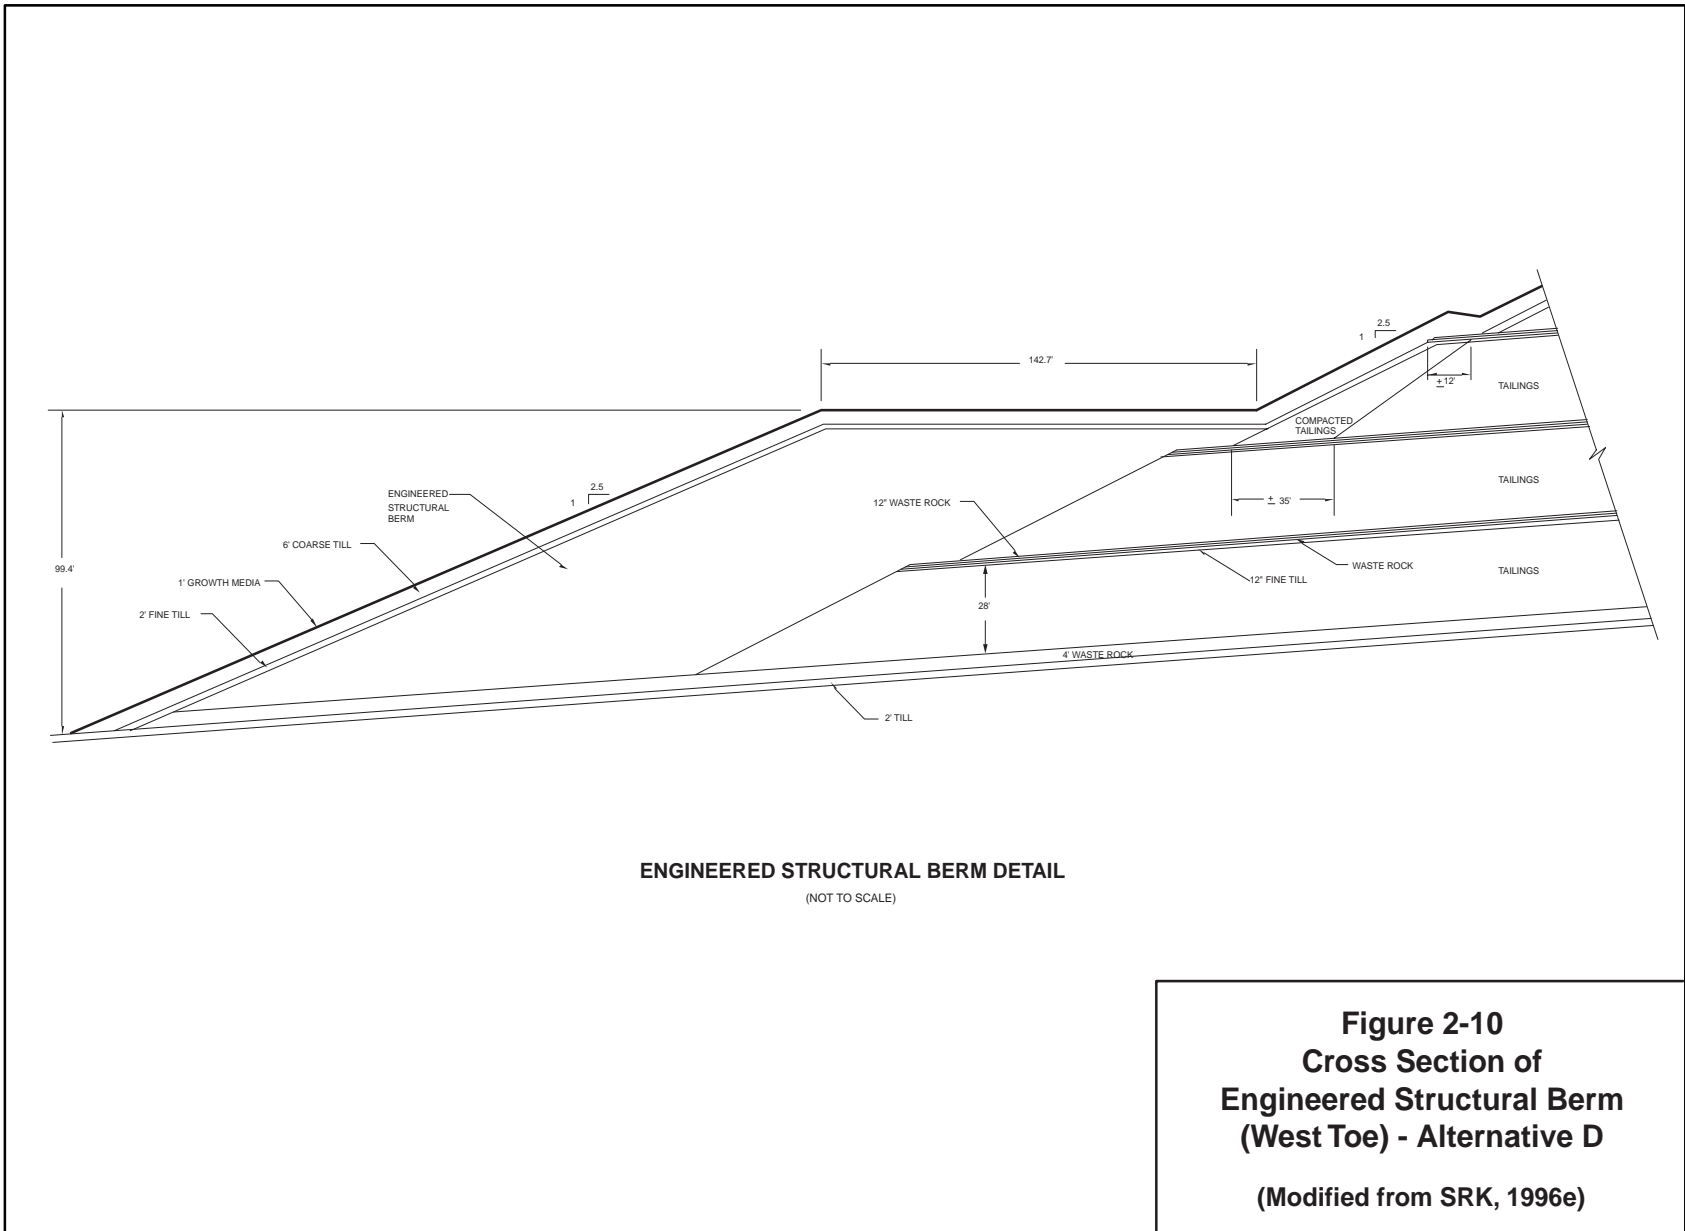 2.5
1
142.7'
± 12'
TAILINGS
COMPACTED
TAILINGS
2.5
1
ENGINEERED
STRUCTURAL
BERM
12" WASTE ROCK
± 35'
TAILINGS
6' COARSE TILL
99.4'
1' GROWTH MEDIA
WASTE ROCK
TAILINGS
12" FINE TILL
28'
2' FINE TILL
4' WASTE ROCK
2' TILL
ENGINEERED STRUCTURAL BERM DETAIL
(NOT TO SCALE)
Figure 2-10
Cross Section of
Engineered Structural Berm
(West Toe) - Alternative D
(Modified from SRK, 1996e)